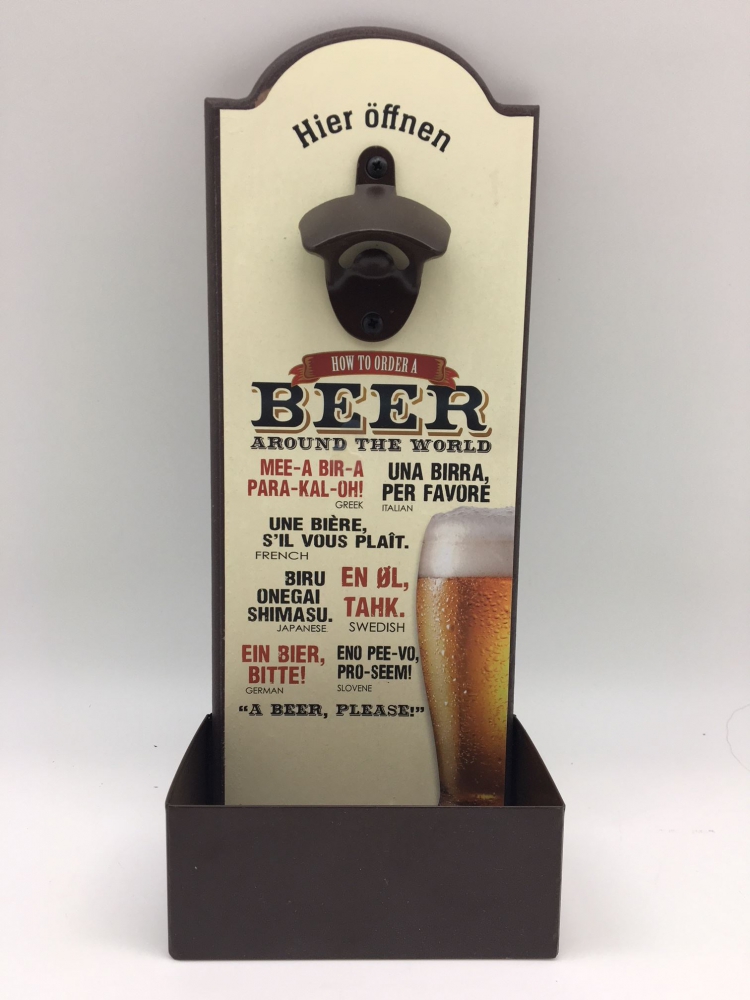 Hier öffnen
HOW TO ORDER A
BEER
AROUND THE WORLD
MEE-A BIR-A
PARA-KAL-OH!
GREEK
UNA BIRRA,
PER FAVORE
ITALIAN
UNE BIÈRE,
S'IL VOUS PLAÎT.
FRENCH
BIRU
ONEGAI
SHIMASU.
JAPANESE
EN ØL,
TAHK.
SWEDISH
EIN BIER,
BITTE!
GERMAN
ENO PEE-VO,
PRO-SEEM!
SLOVENE
“A BEER, PLEASE!”